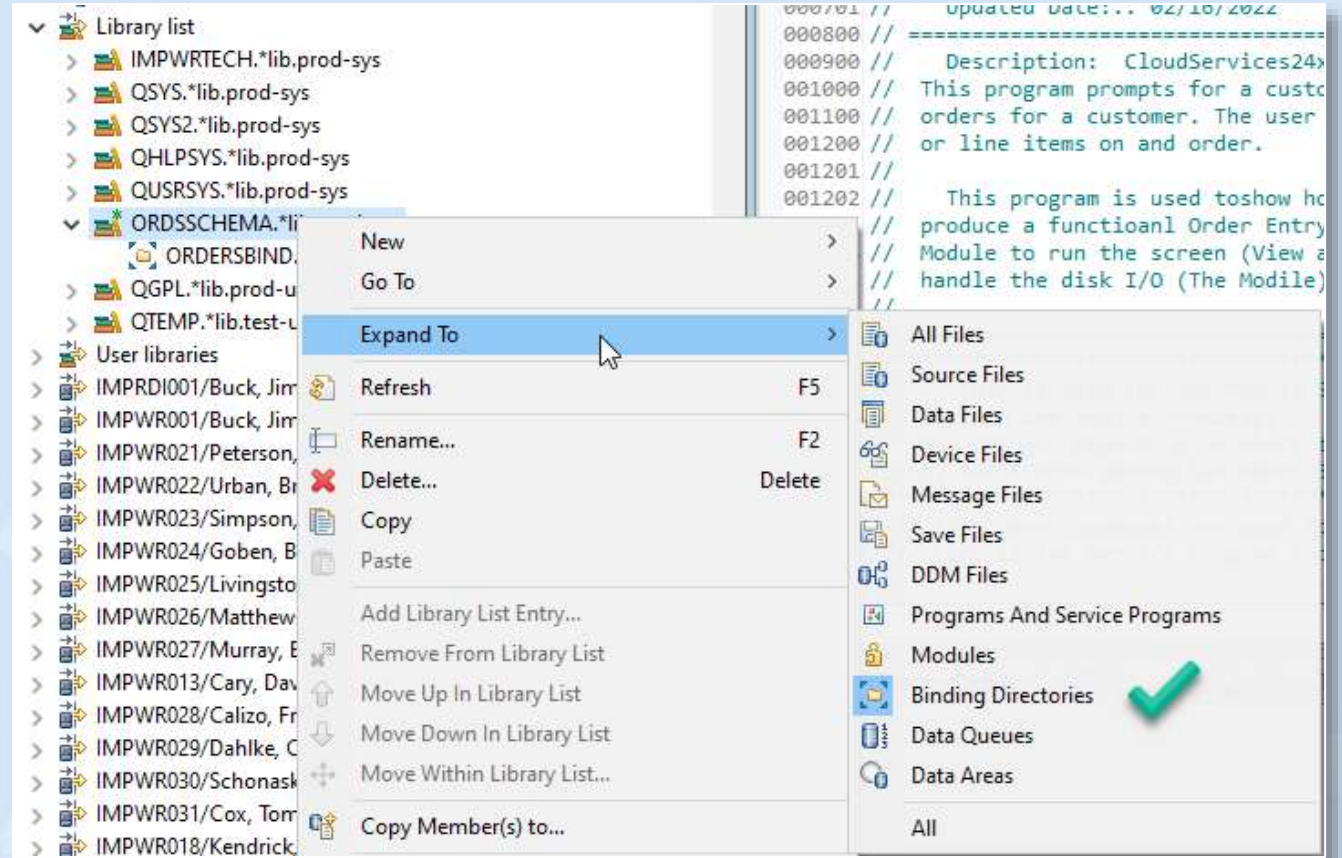 Library list
IMPWRTECH.*lib.prod-sys
QSYS.*lib.prod-sys
QSYS2.*lib.prod-sys
QHLPSYS.*lib.prod-sys
QUSRSYS.*lib.prod-sys
ORDSSCHEMA.*li
ORDERSBIND.
QGPL.*lib.prod-u
QTEMP.*lib.test-u
User libraries
IMPRDI001/Buck, Jim
IMPWR001/Buck, Jim
IMPWR021/Peterson,
IMPWR022/Urban, Br
IMPWR023/Simpson,
IMPWR024/Goben, B
IMPWR025/Livingsto
IMPWR026/Matthew
IMPWR027/Murray, E
IMPWR013/Cary, Dav
IMPWR028/Calizo, Fr
IMPWR029/Dahlke, C
IMPWR030/Schonask
IMPWR031/Cox, Tom
IMPWR018/Kendrick,
New
Go To
Expand To
Refresh F5
Rename... F2
Delete... Delete
Copy
Paste
Add Library List Entry...
Remove From Library List
Move Up In Library List
Move Down In Library List
Move Within Library List...
Copy Member(s) to...
All Files
Source Files
Data Files
Device Files
Message Files
Save Files
DDM Files
Programs And Service Programs
Modules
Binding Directories
Data Queues
Data Areas
All
000701 // Updated Date:.. 02/16/2022
000800 // =================================
000900 // Description: CloudServices24x
001000 // This program prompts for a custo
001100 // orders for a customer. The user
001200 // or line items on and order.
001201 //
001202 // This program is used toshow ho
// produce a functioanl Order Entry
// Module to run the screen (View a
// handle the disk I/O (The Modile)
//